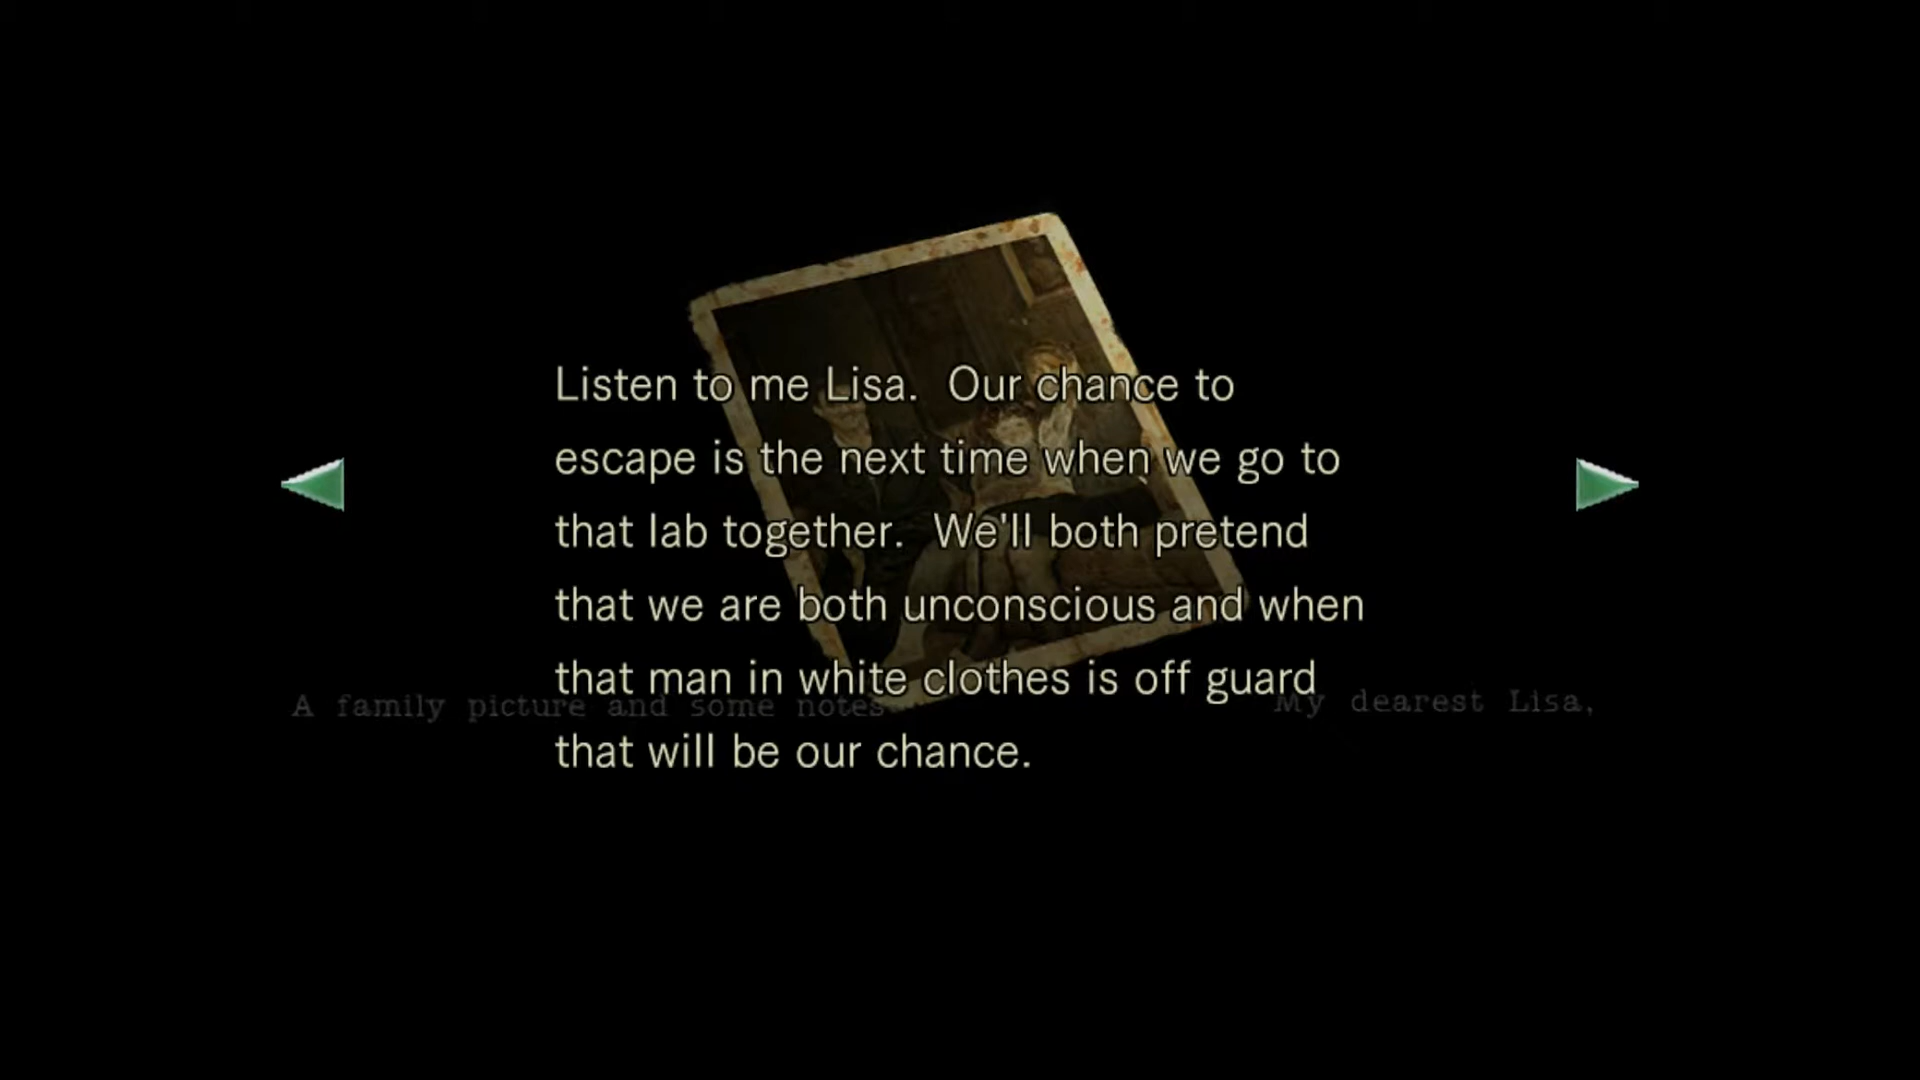 Listen to me Lisa.  Our chance to
escape is the next time when we go to
that lab together.  We'll both pretend
that we are both unconscious and when
that man in white clothes is off guard
that will be our chance.
A family picture and some notes
My dearest Lisa,